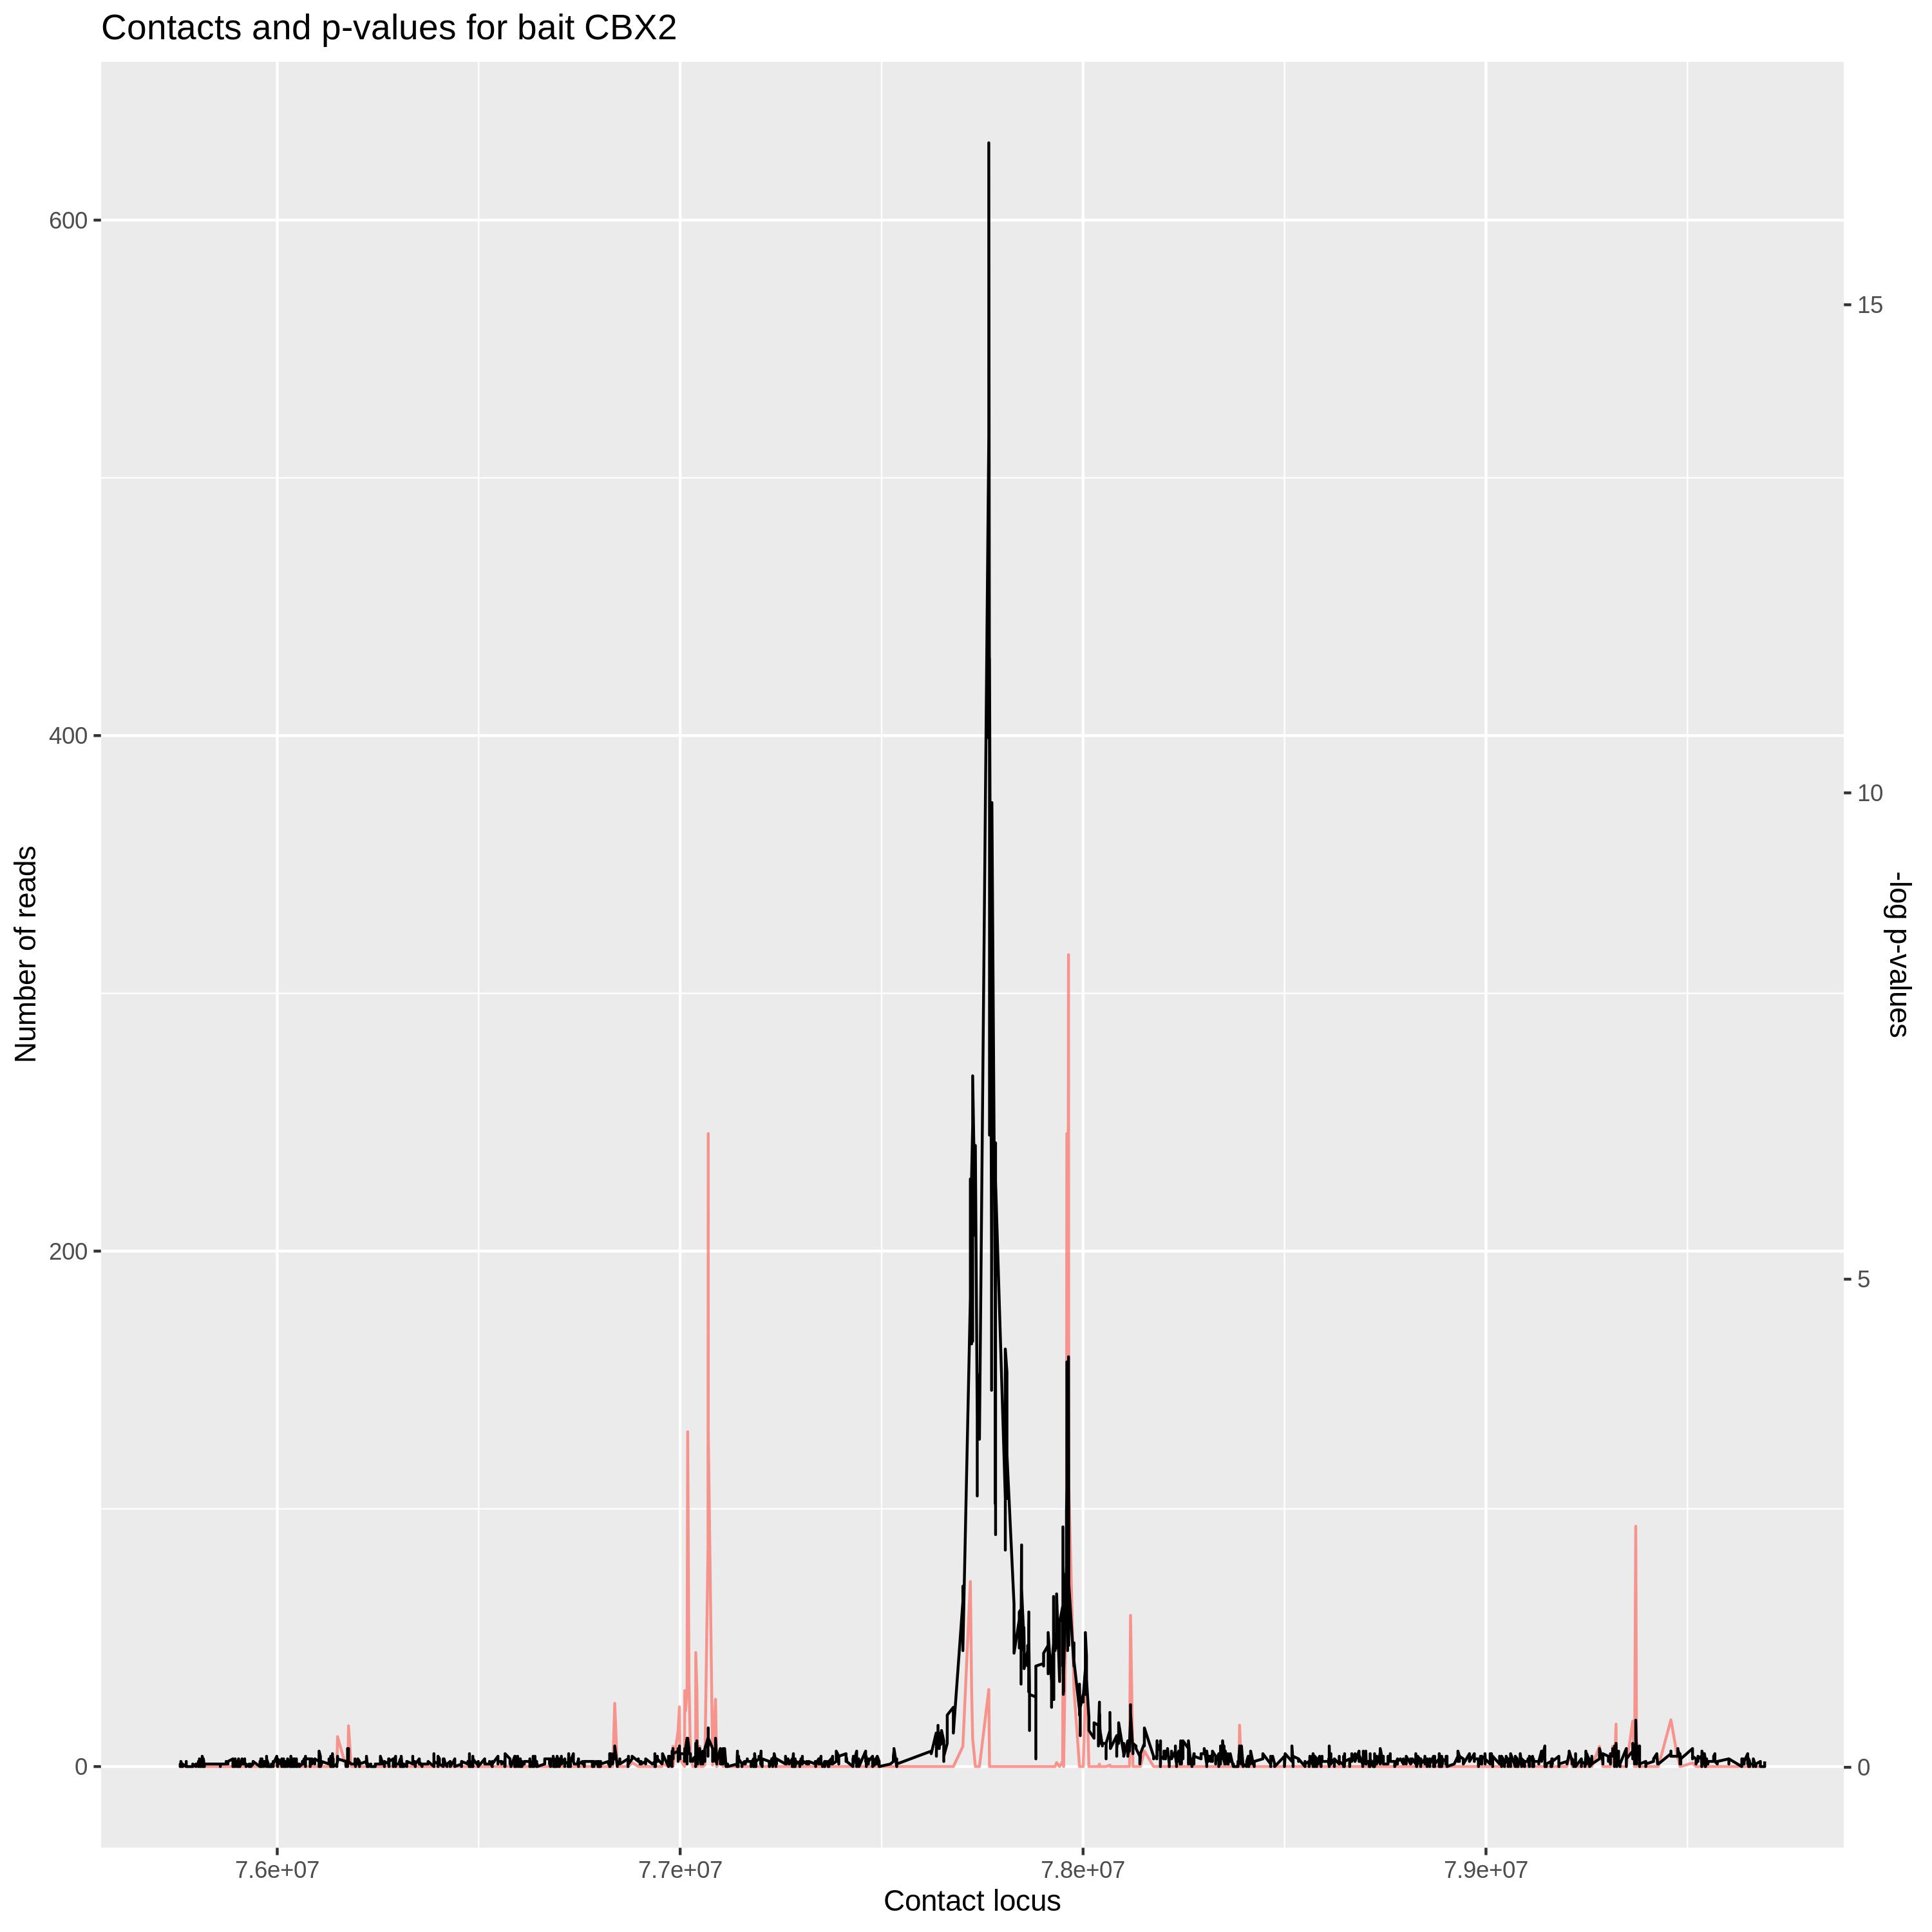 Contacts and p-values for bait CBX2
600
400
200
0
Number of reads
15
10
5
0
-log p-values
7.6e+07
7.7e+07
7.8e+07
7.9e+07
Contact locus